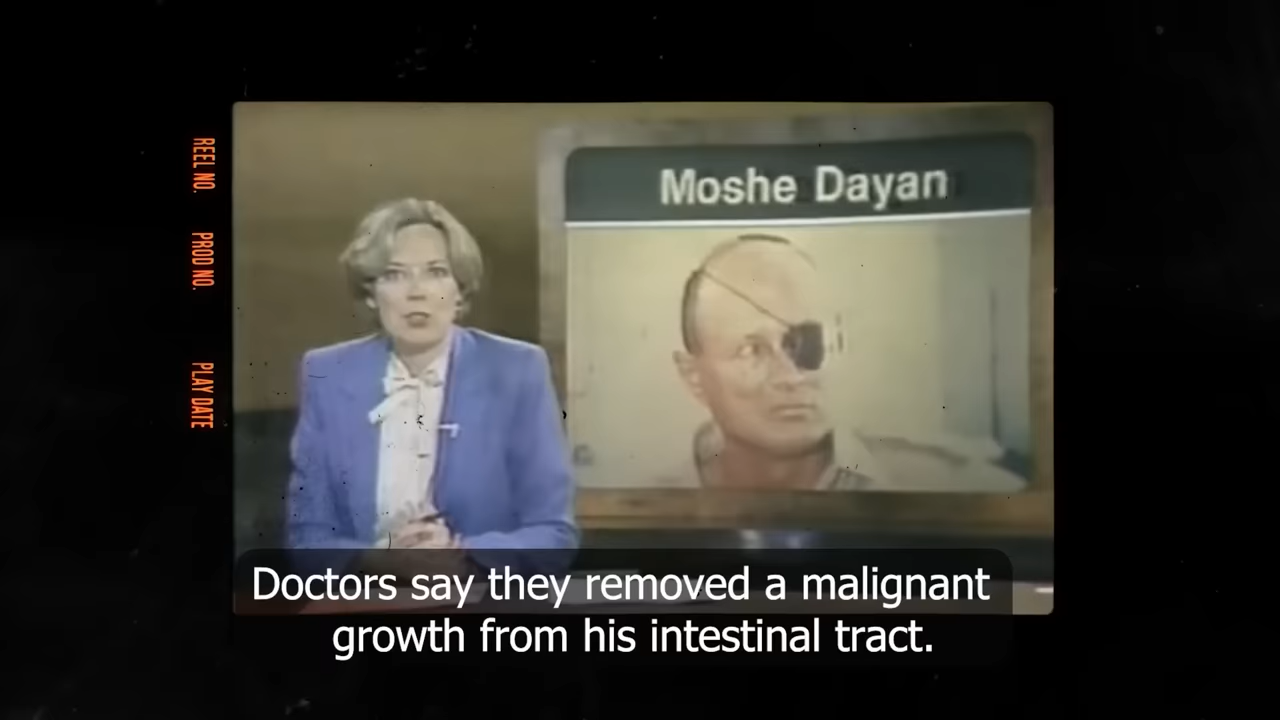 REEL NO.
PROD NO.
PLAY DATE
Moshe Dayan
Doctors say they removed a malignant
growth from his intestinal tract.